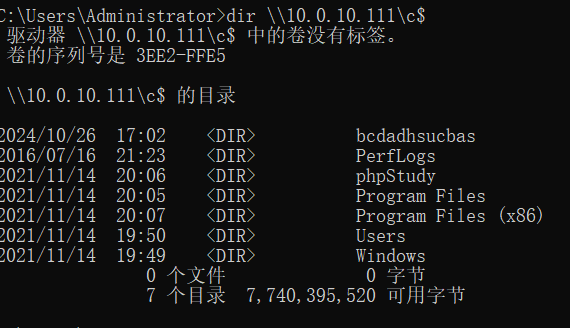 C:\Users\Administrator>dir \\10.0.10.111\c$
驱动器 \\10.0.10.111\c$ 中的卷没有标签。
卷的序列号是 3EE2-FFE5
\\10.0.10.111\c$ 的目录
2024/10/26  17:02    <DIR>          bcdadhsucbas
2016/07/16  21:23    <DIR>          PerfLogs
2021/11/14  20:06    <DIR>          phpStudy
2021/11/14  20:05    <DIR>          Program Files
2021/11/14  20:07    <DIR>          Program Files (x86)
2021/11/14  19:50    <DIR>          Users
2021/11/14  19:49    <DIR>          Windows
0 个文件              0 字节
7 个目录  7,740,395,520 可用字节